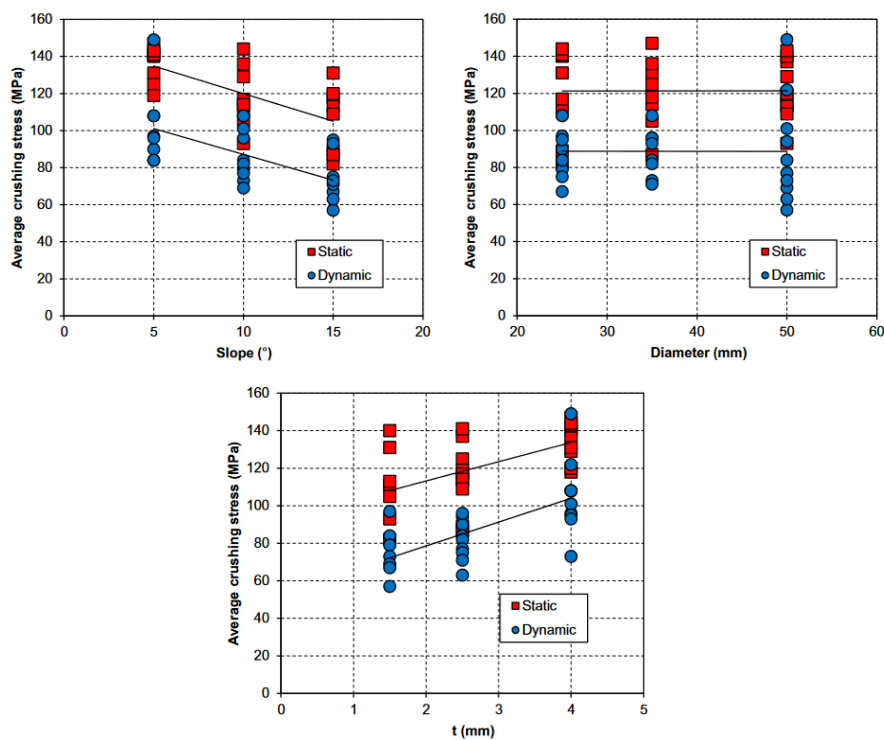 160
140
120
100
80
60
40
20
0
Average crushing stress (MPa)
Static
Dynamic
0 5 10 15 20
Slope (°)
160
140
120
100
80
60
40
20
0
Average crushing stress (MPa)
Static
Dynamic
20 30 40 50 60
Diameter (mm)
160
140
120
100
80
60
40
20
0
Average crushing stress (MPa)
Static
Dynamic
0 1 2 3 4 5
t (mm)